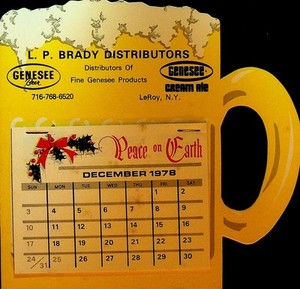 L. P. BRADY DISTRIBUTORS
GENESEE Beer
Distributors Of
Fine Genesee Products
GENESEE
CREAM Ale
716-768-6520
LeRoy, N.Y.
Peace on Earth
DECEMBER 1978
SUN MON TUE WED THU FRI SAT
1 2
3 4 5 6 7 8 9
10 11 12 13 14 15 16
17 18 19 20 21 22 23
24/31 25 26 27 28 29 30